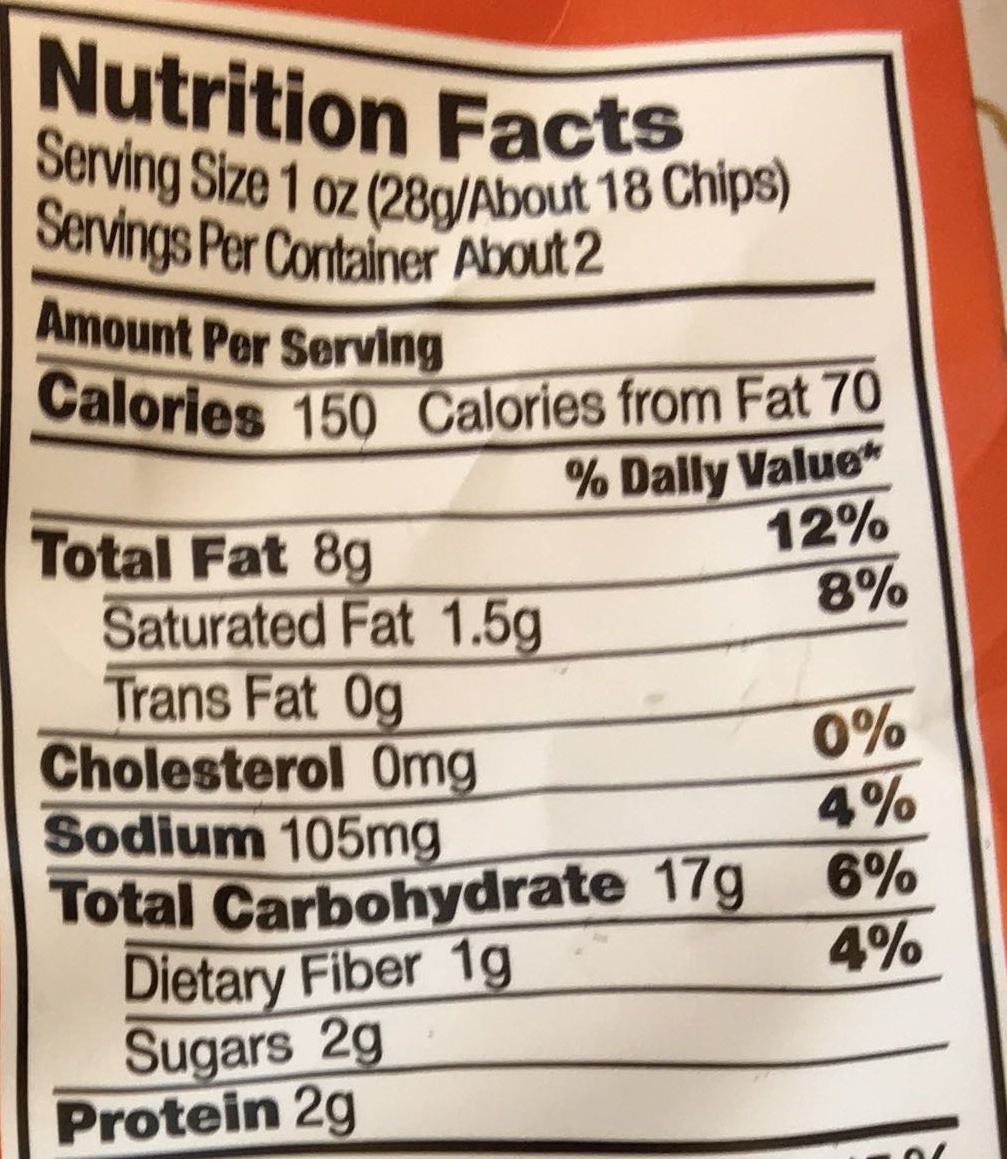 Nutrition Facts
Serving Size 1 oz (28g/About 18 Chips)
Servings Per Container About 2
Amount Per Serving
Calories 150 Calories from Fat 70
% Daily Value*
Total Fat 8g 12%
Saturated Fat 1.5g 8%
Trans Fat 0g
Cholesterol 0mg 0%
Sodium 105mg 4%
Total Carbohydrate 17g 6%
Dietary Fiber 1g 4%
Sugars 2g
Protein 2g